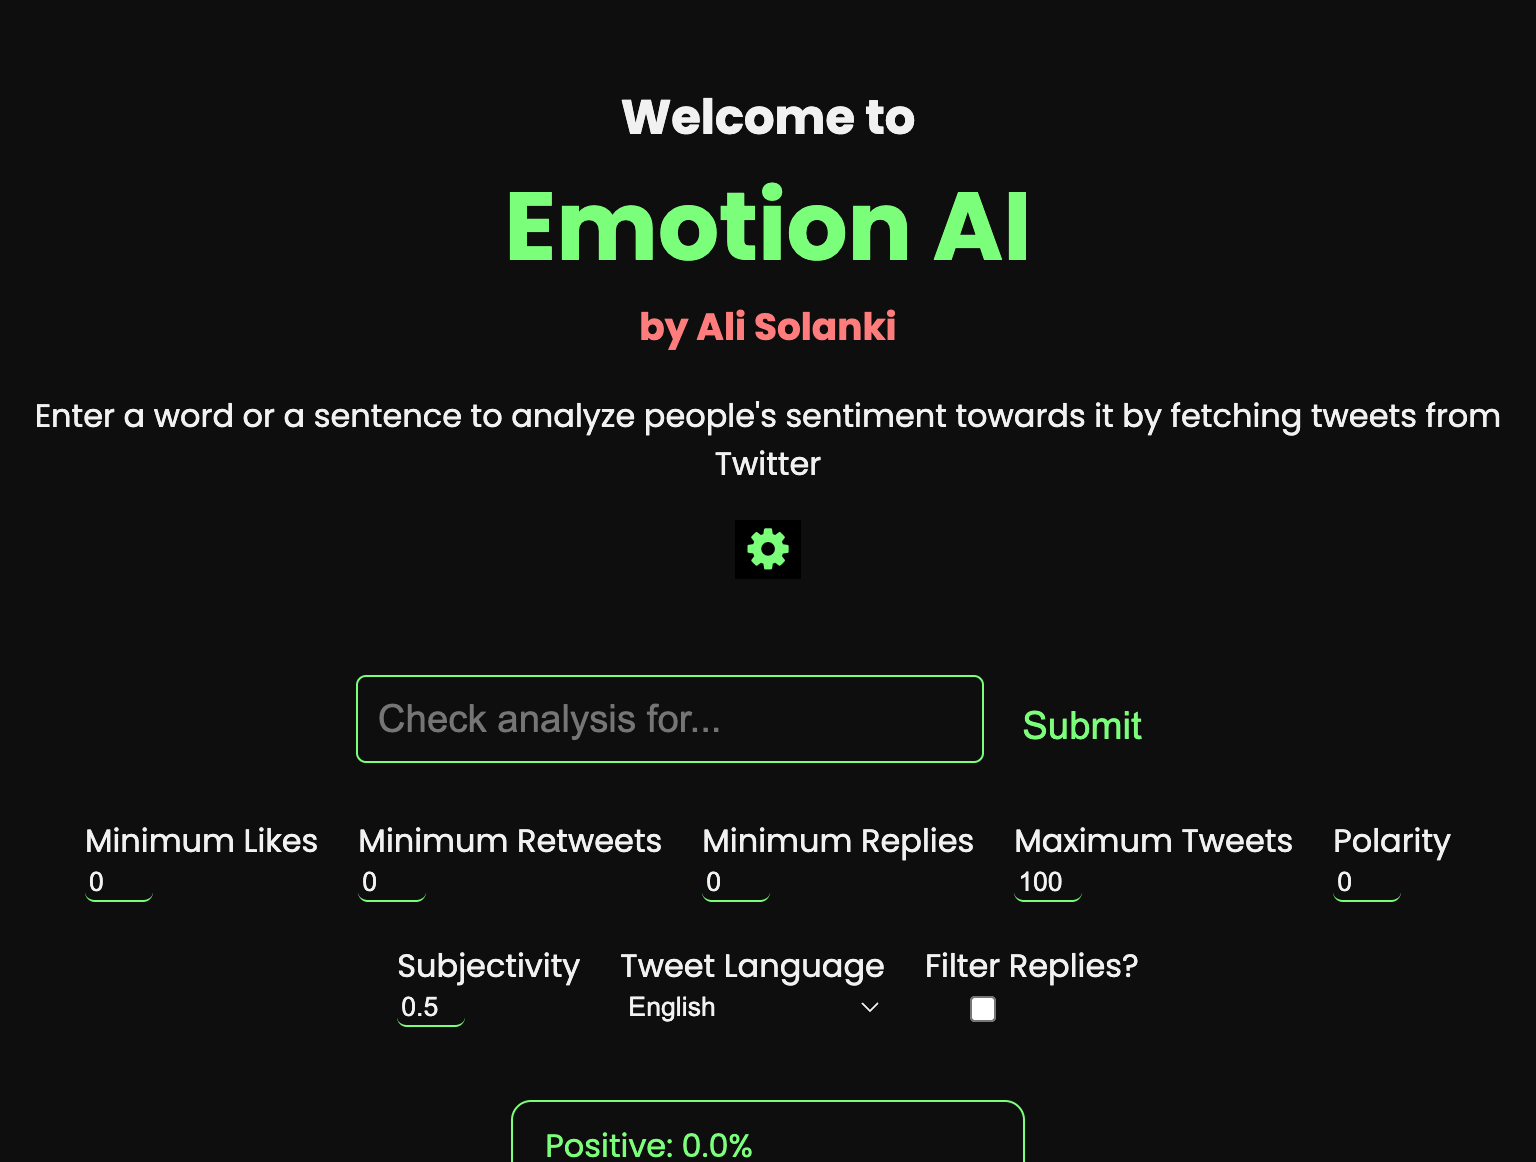 Welcome to
Emotion AI
by Ali Solanki
Enter a word or a sentence to analyze people's sentiment towards it by fetching tweets from
Twitter
Check analysis for...
Submit
Minimum Likes Minimum Retweets Minimum Replies Maximum Tweets Polarity
0 0 0 100 0
Subjectivity Tweet Language Filter Replies?
0.5 English
Positive: 0.0%